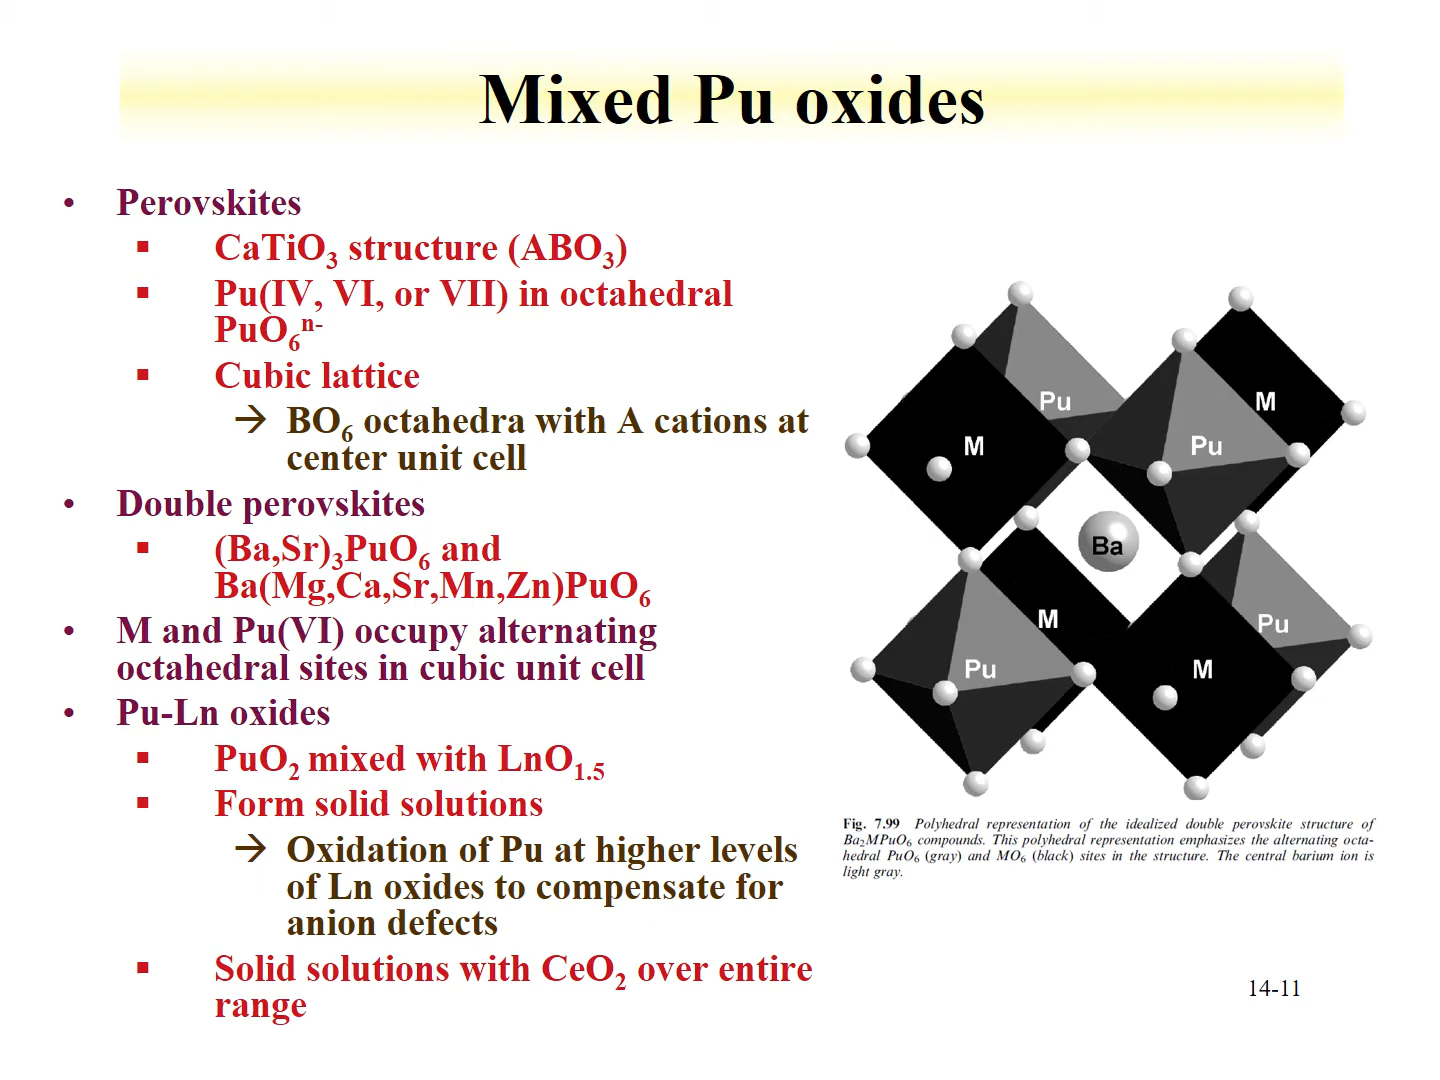 Mixed Pu oxides
• Perovskites
▪ CaTiO₃ structure (ABO₃)
▪ Pu(IV, VI, or VII) in octahedral
PuO₆ⁿ⁻
▪ Cubic lattice
→ BO₆ octahedra with A cations at
center unit cell
• Double perovskites
▪ (Ba,Sr)₃PuO₆ and
Ba(Mg,Ca,Sr,Mn,Zn)PuO₆
• M and Pu(VI) occupy alternating
octahedral sites in cubic unit cell
• Pu-Ln oxides
▪ PuO₂ mixed with LnO₁.₅
▪ Form solid solutions
→ Oxidation of Pu at higher levels
of Ln oxides to compensate for
anion defects
▪ Solid solutions with CeO₂ over entire
range
Pu
M
M
Pu
Ba
M
Pu
Pu
M
Fig. 7.99 Polyhedral representation of the idealized double perovskite structure of
Ba₂MPuO₆ compounds. This polyhedral representation emphasizes the alternating octa-
hedral PuO₆ (gray) and MO₆ (black) sites in the structure. The central barium ion is
light gray.
14-11